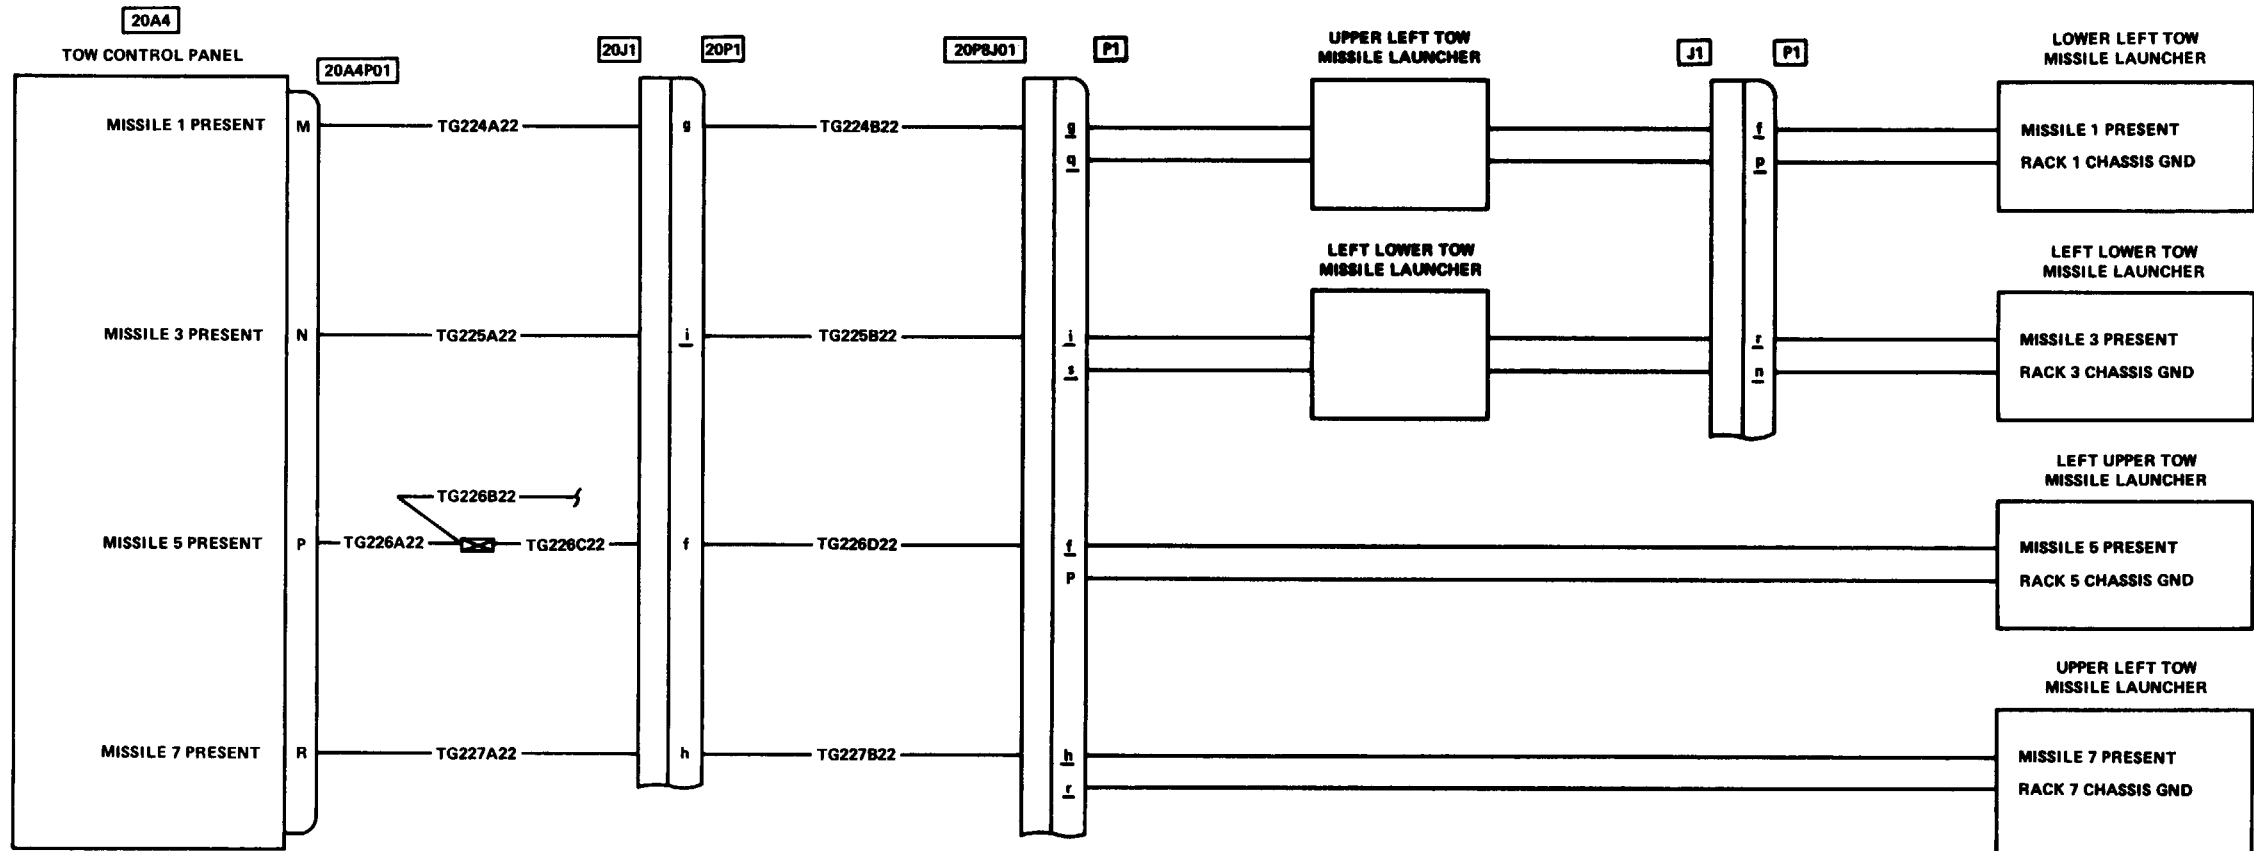 20A4
TOW CONTROL PANEL
20A4P01
20J1
20P1
20P8J01
P1
UPPER LEFT TOW
MISSILE LAUNCHER
J1
P1
LOWER LEFT TOW
MISSILE LAUNCHER
MISSILE 1 PRESENT
M
TG224A22
g
TG224B22
g
f
MISSILE 1 PRESENT
q
p
RACK 1 CHASSIS GND
LEFT LOWER TOW
MISSILE LAUNCHER
LEFT LOWER TOW
MISSILE LAUNCHER
MISSILE 3 PRESENT
N
TG225A22
i
TG225B22
i
r
MISSILE 3 PRESENT
s
n
RACK 3 CHASSIS GND
LEFT UPPER TOW
MISSILE LAUNCHER
TG226B22
MISSILE 5 PRESENT
P
TG226A22
TG226C22
f
TG226D22
f
MISSILE 5 PRESENT
P
RACK 5 CHASSIS GND
UPPER LEFT TOW
MISSILE LAUNCHER
MISSILE 7 PRESENT
R
TG227A22
h
TG227B22
h
MISSILE 7 PRESENT
r
RACK 7 CHASSIS GND